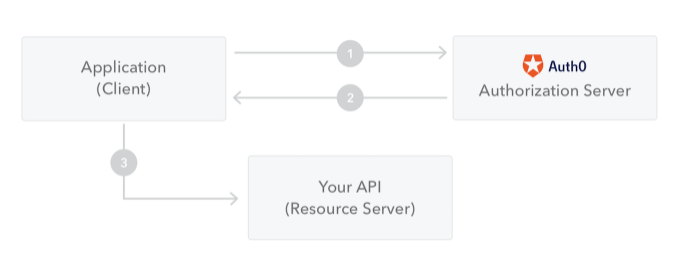 Application
(Client)
1
Auth0
Authorization Server
2
3
Your API
(Resource Server)